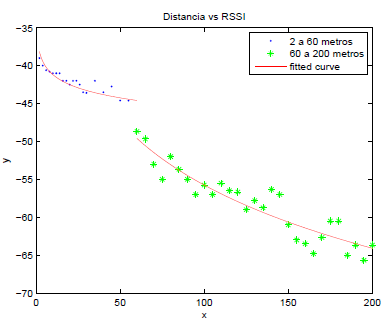 Distancia vs RSSI
2 a 60 metros
60 a 200 metros
fitted curve
-35
-40
-45
-50
-55
-60
-65
-70
y
0
50
100
150
200
x